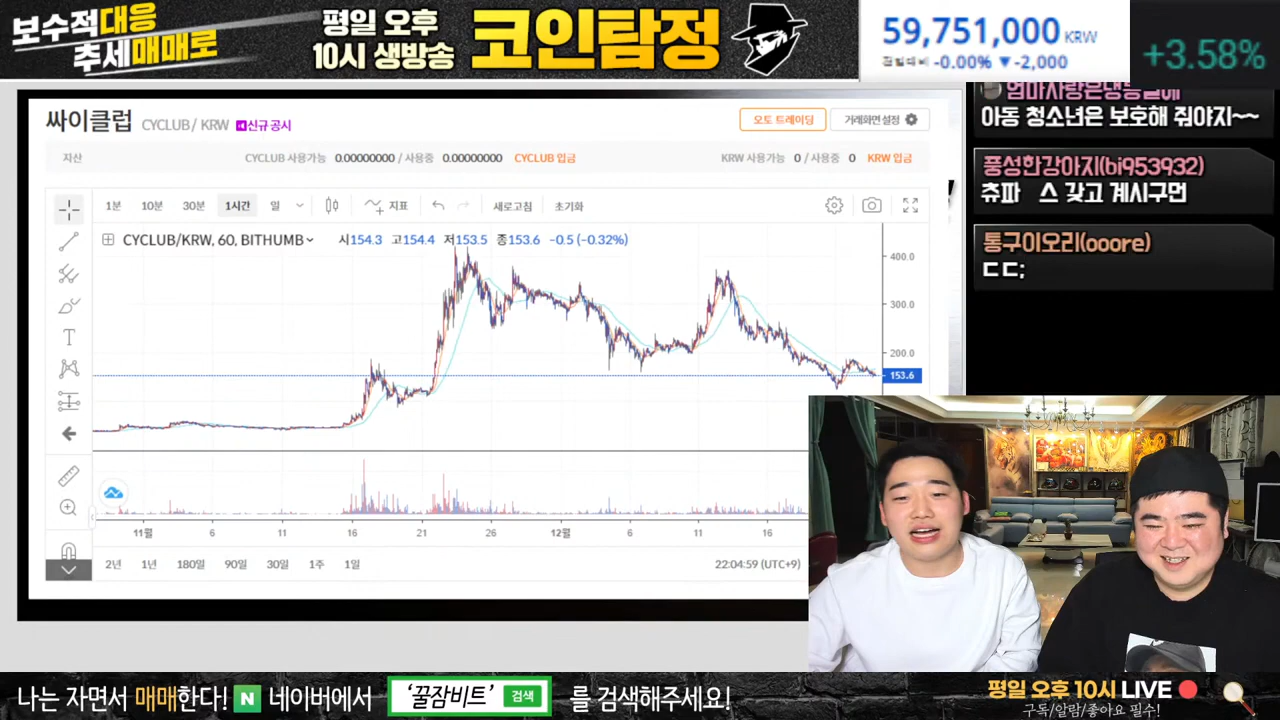 보수적대응
추세매매로
평일 오후
10시 생방송
코인탐정
59,751,000 KRW
전일대비 -0.00% ▼-2,000
+3.58%
싸이클럽 CYCLUB/ KRW 신규 공시
오토 트레이딩
거래화면 설정
자산
CYCLUB 사용가능 0.00000000 / 사용중 0.00000000 CYCLUB 입금
KRW 사용가능 0 / 사용중 0 KRW 입금
1분 10분 30분 1시간 일 지표 새로고침 초기화
CYCLUB/KRW, 60, BITHUMB 시154.3 고154.4 저153.5 종153.6 -0.5 (-0.32%)
400.0
300.0
200.0
153.6
11월 6 11 16 21 26 12월 6 11 16
2년 1년 180일 90일 30일 1주 1일
22:04:59 (UTC+9)
아동 청소년은 보호해 줘야지~~
풍성한강아지(bi953932)
츄파 스 갖고 계시구먼
통구이오리(ooore)
ㄷㄷ;
나는 자면서 매매한다! N 네이버에서 '꿀잠비트' 검색 를 검색해주세요!
평일 오후 10시 LIVE
구독/알람/좋아요 필수!